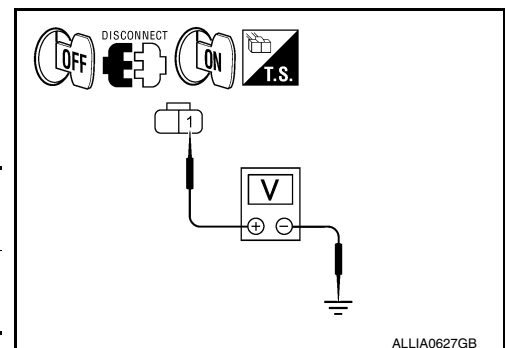 DISCONNECT
OFF
ON
T.S.
1
V
+ −
ALLIA0627GB